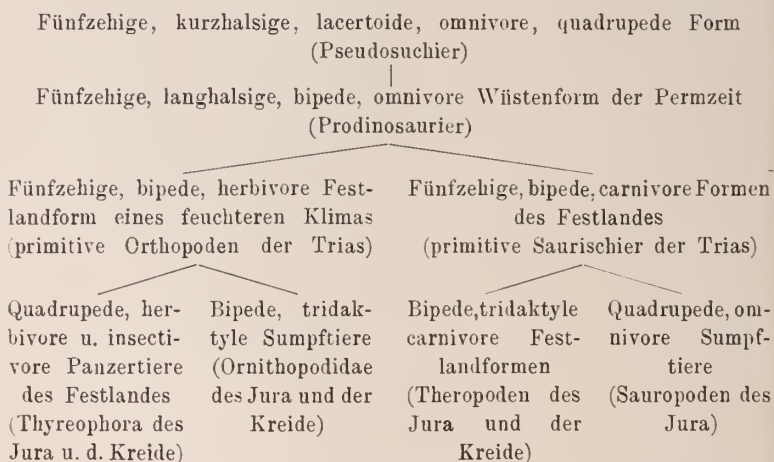 Fünfzehige, kurzhalsige, lacertoide, omnivore, quadrupede Form
(Pseudosuchier)
Fünfzehige, langhalsige, bipede, omnivore Wüstenform der Permzeit
(Prodinosaurier)
Fünfzehige, bipede, herbivore Fest-
landform eines feuchteren Klimas
(primitive Orthopoden der Trias)
Fünfzehige, bipede, carnivore Formen
des Festlandes
(primitive Saurischier der Trias)
Quadrupede, her-
bivore u. insecti-
vore Panzertiere
des Festlandes
(Thyreophora des
Jura u. d. Kreide)
Bipede, tridak-
tyle Sumpftiere
(Ornithopodidae
des Jura und der
Kreide)
Bipede, tridaktyle
carnivore Fest-
landformen
(Theropoden des
Jura und der
Kreide)
Quadrupede, om-
nivore Sumpf-
tiere
(Sauropoden des
Jura)